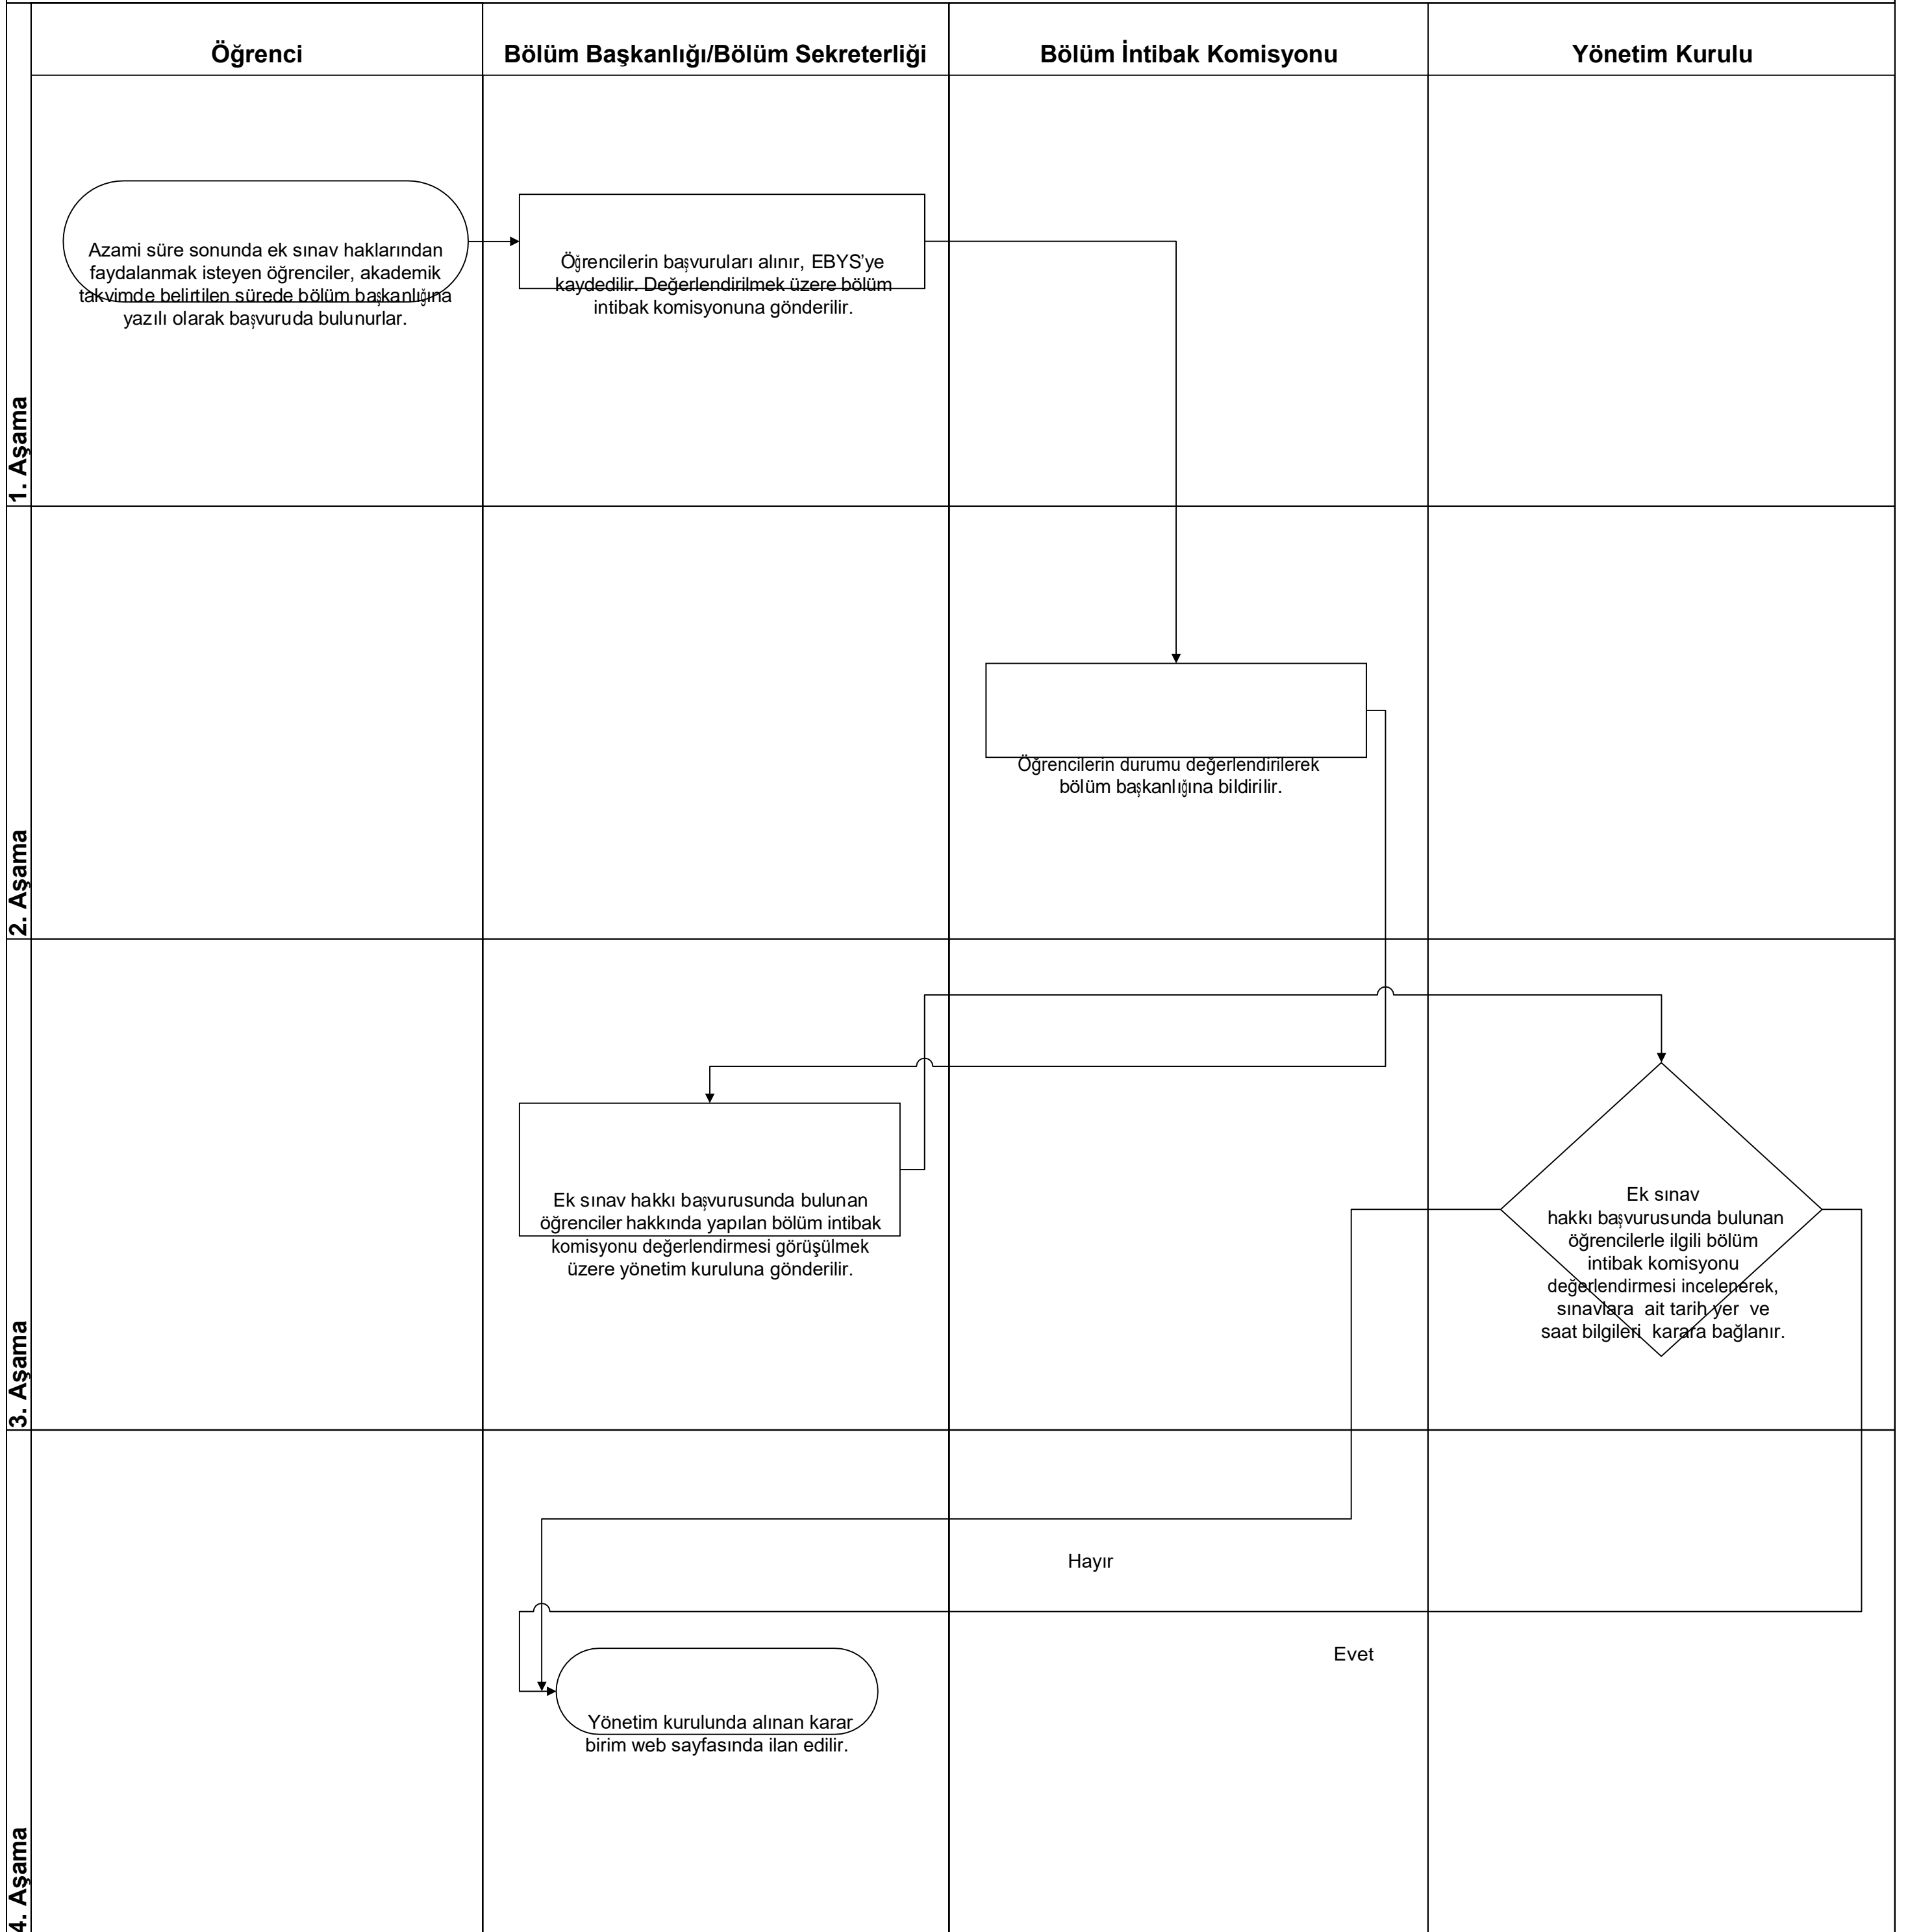 Öğrenci
Bölüm Başkanlığı/Bölüm Sekreterliği
Bölüm İntibak Komisyonu
Yönetim Kurulu
1. Aşama
Azami süre sonunda ek sınav haklarından
faydalanmak isteyen öğrenciler, akademik
takvimde belirtilen sürede bölüm başkanlığına
yazılı olarak başvuruda bulunurlar.
Öğrencilerin başvuruları alınır, EBYS’ye
kaydedilir. Değerlendirilmek üzere bölüm
intibak komisyonuna gönderilir.
2. Aşama
Öğrencilerin durumu değerlendirilerek
bölüm başkanlığına bildirilir.
3. Aşama
Ek sınav hakkı başvurusunda bulunan
öğrenciler hakkında yapılan bölüm intibak
komisyonu değerlendirmesi görüşülmek
üzere yönetim kuruluna gönderilir.
Ek sınav
hakkı başvurusunda bulunan
öğrencilerle ilgili bölüm
intibak komisyonu
değerlendirmesi incelenerek,
sınavlara ait tarih yer ve
saat bilgileri karara bağlanır.
4. Aşama
Hayır
Evet
Yönetim kurulunda alınan karar
birim web sayfasında ilan edilir.